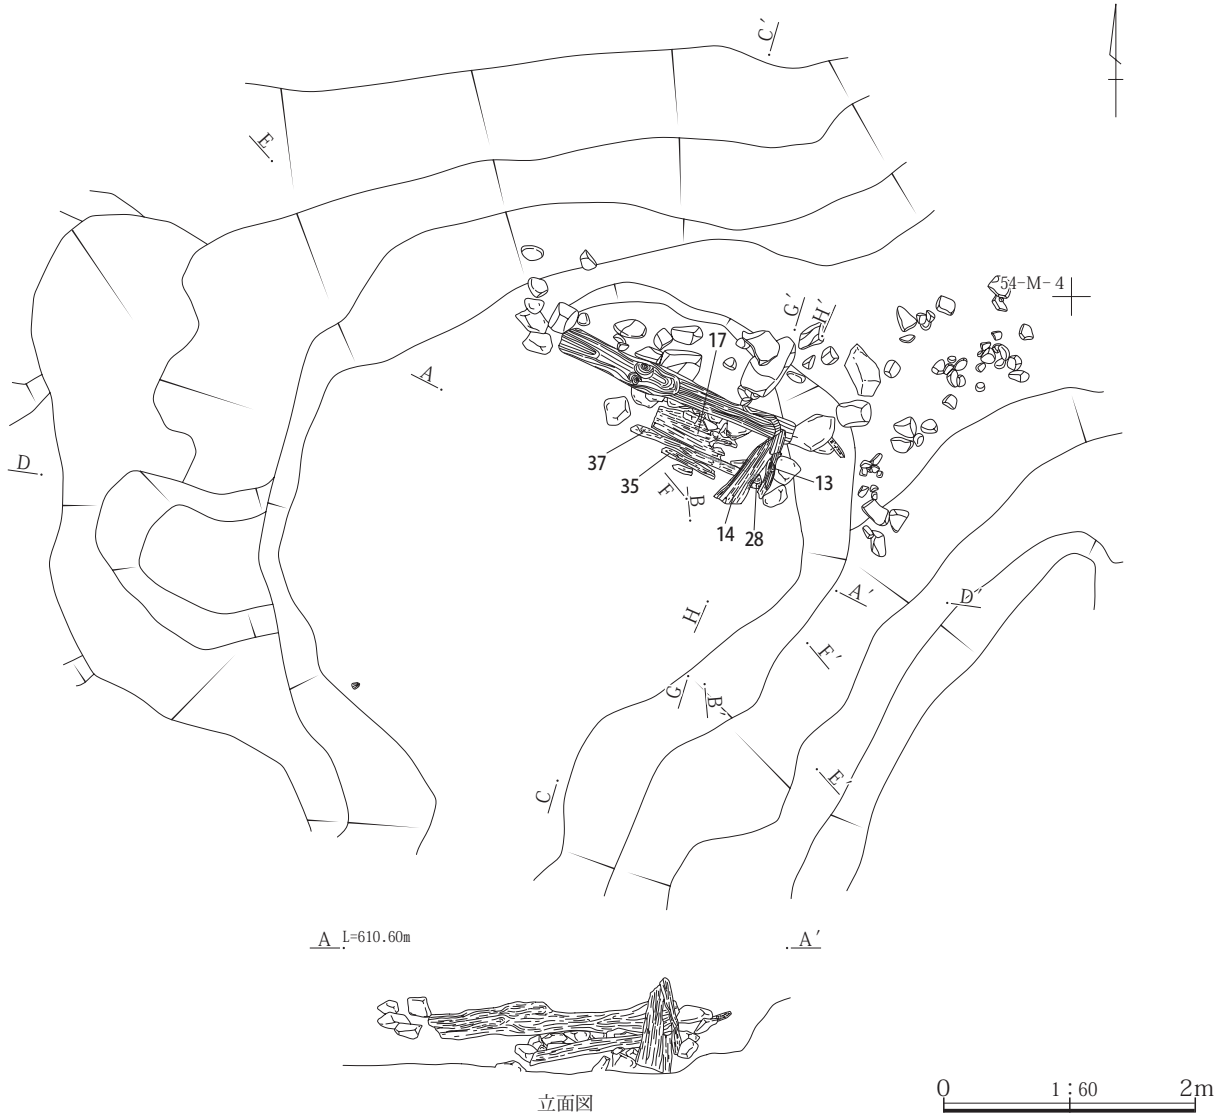 C′
E
54-M-4
G′
H′
17
A
37
D
35
13
F
B
14
28
A′
D″
H
F′
G
B″
E′
C
A L=610.60m A′
立面図
0 1：60 2m